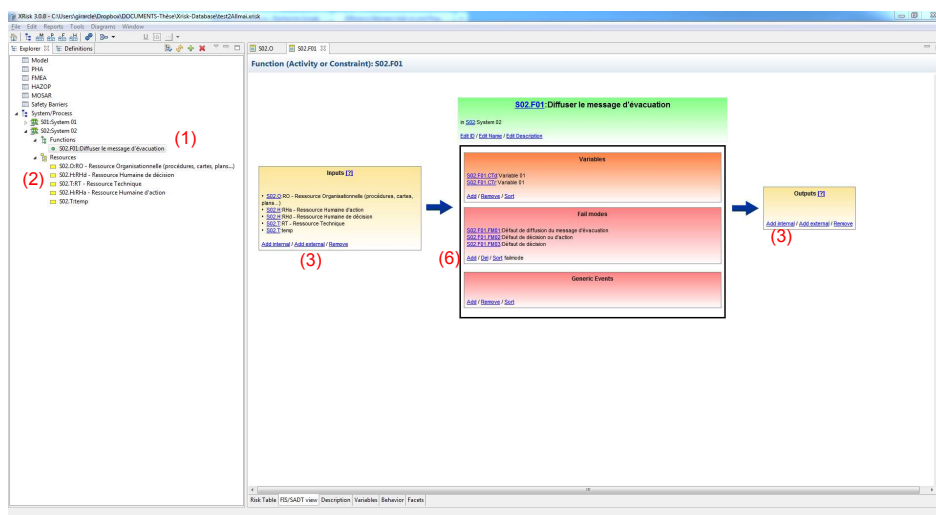 XRisk 3.0.8 - C:\Users\girarcle\Dropbox\DOCUMENTS-Thèse\Xrisk-Database\test2Allmai.xrisk
File Edit Reports Tools Diagrams Window
Explorer Definitions
S02.O S02.F01
Model
PHA
FMEA
HAZOP
MOSAR
Safety Barriers
System/Process
S01:System 01
S02:System 02
Functions
(1)
S02.F01:Diffuser le message d'évacuation
Resources
S02.O:RO - Ressource Organisationnelle (procédures, cartes, plans...)
(2)
S02.H:RHd - Ressource Humaine de décision
S02.T:RT - Ressource Technique
S02.H:RHa - Ressource Humaine d'action
S02.T:temp
Function (Activity or Constraint): S02.F01
S02.F01:Diffuser le message d'évacuation
in S02 System 02
Edit ID / Edit Name / Edit Description
Inputs [?]
• S02.O:RO - Ressource Organisationnelle (procédures, cartes,
plans...)
• S02.H:RHa - Ressource Humaine d'action
• S02.H:RHd - Ressource Humaine de décision
• S02.T:RT - Ressource Technique
• S02.T:temp
Add internal / Add external / Remove
(3)
Variables
S02.F01.CTd:Variable 01
S02.F01.CTr:Variable 01
Add / Remove / Sort
Fail modes
S02.F01.FM01:Défaut de diffusion du message d'évacuation
S02.F01.FM02:Défaut de décision ou d'action
S02.F01.FM03:Défaut de décision
(6)
Add / Del / Sort failmode
Generic Events
Add / Remove / Sort
Outputs [?]
Add internal / Add external / Remove
(3)
Risk Table FIS/SADT view Description Variables Behavior Facets